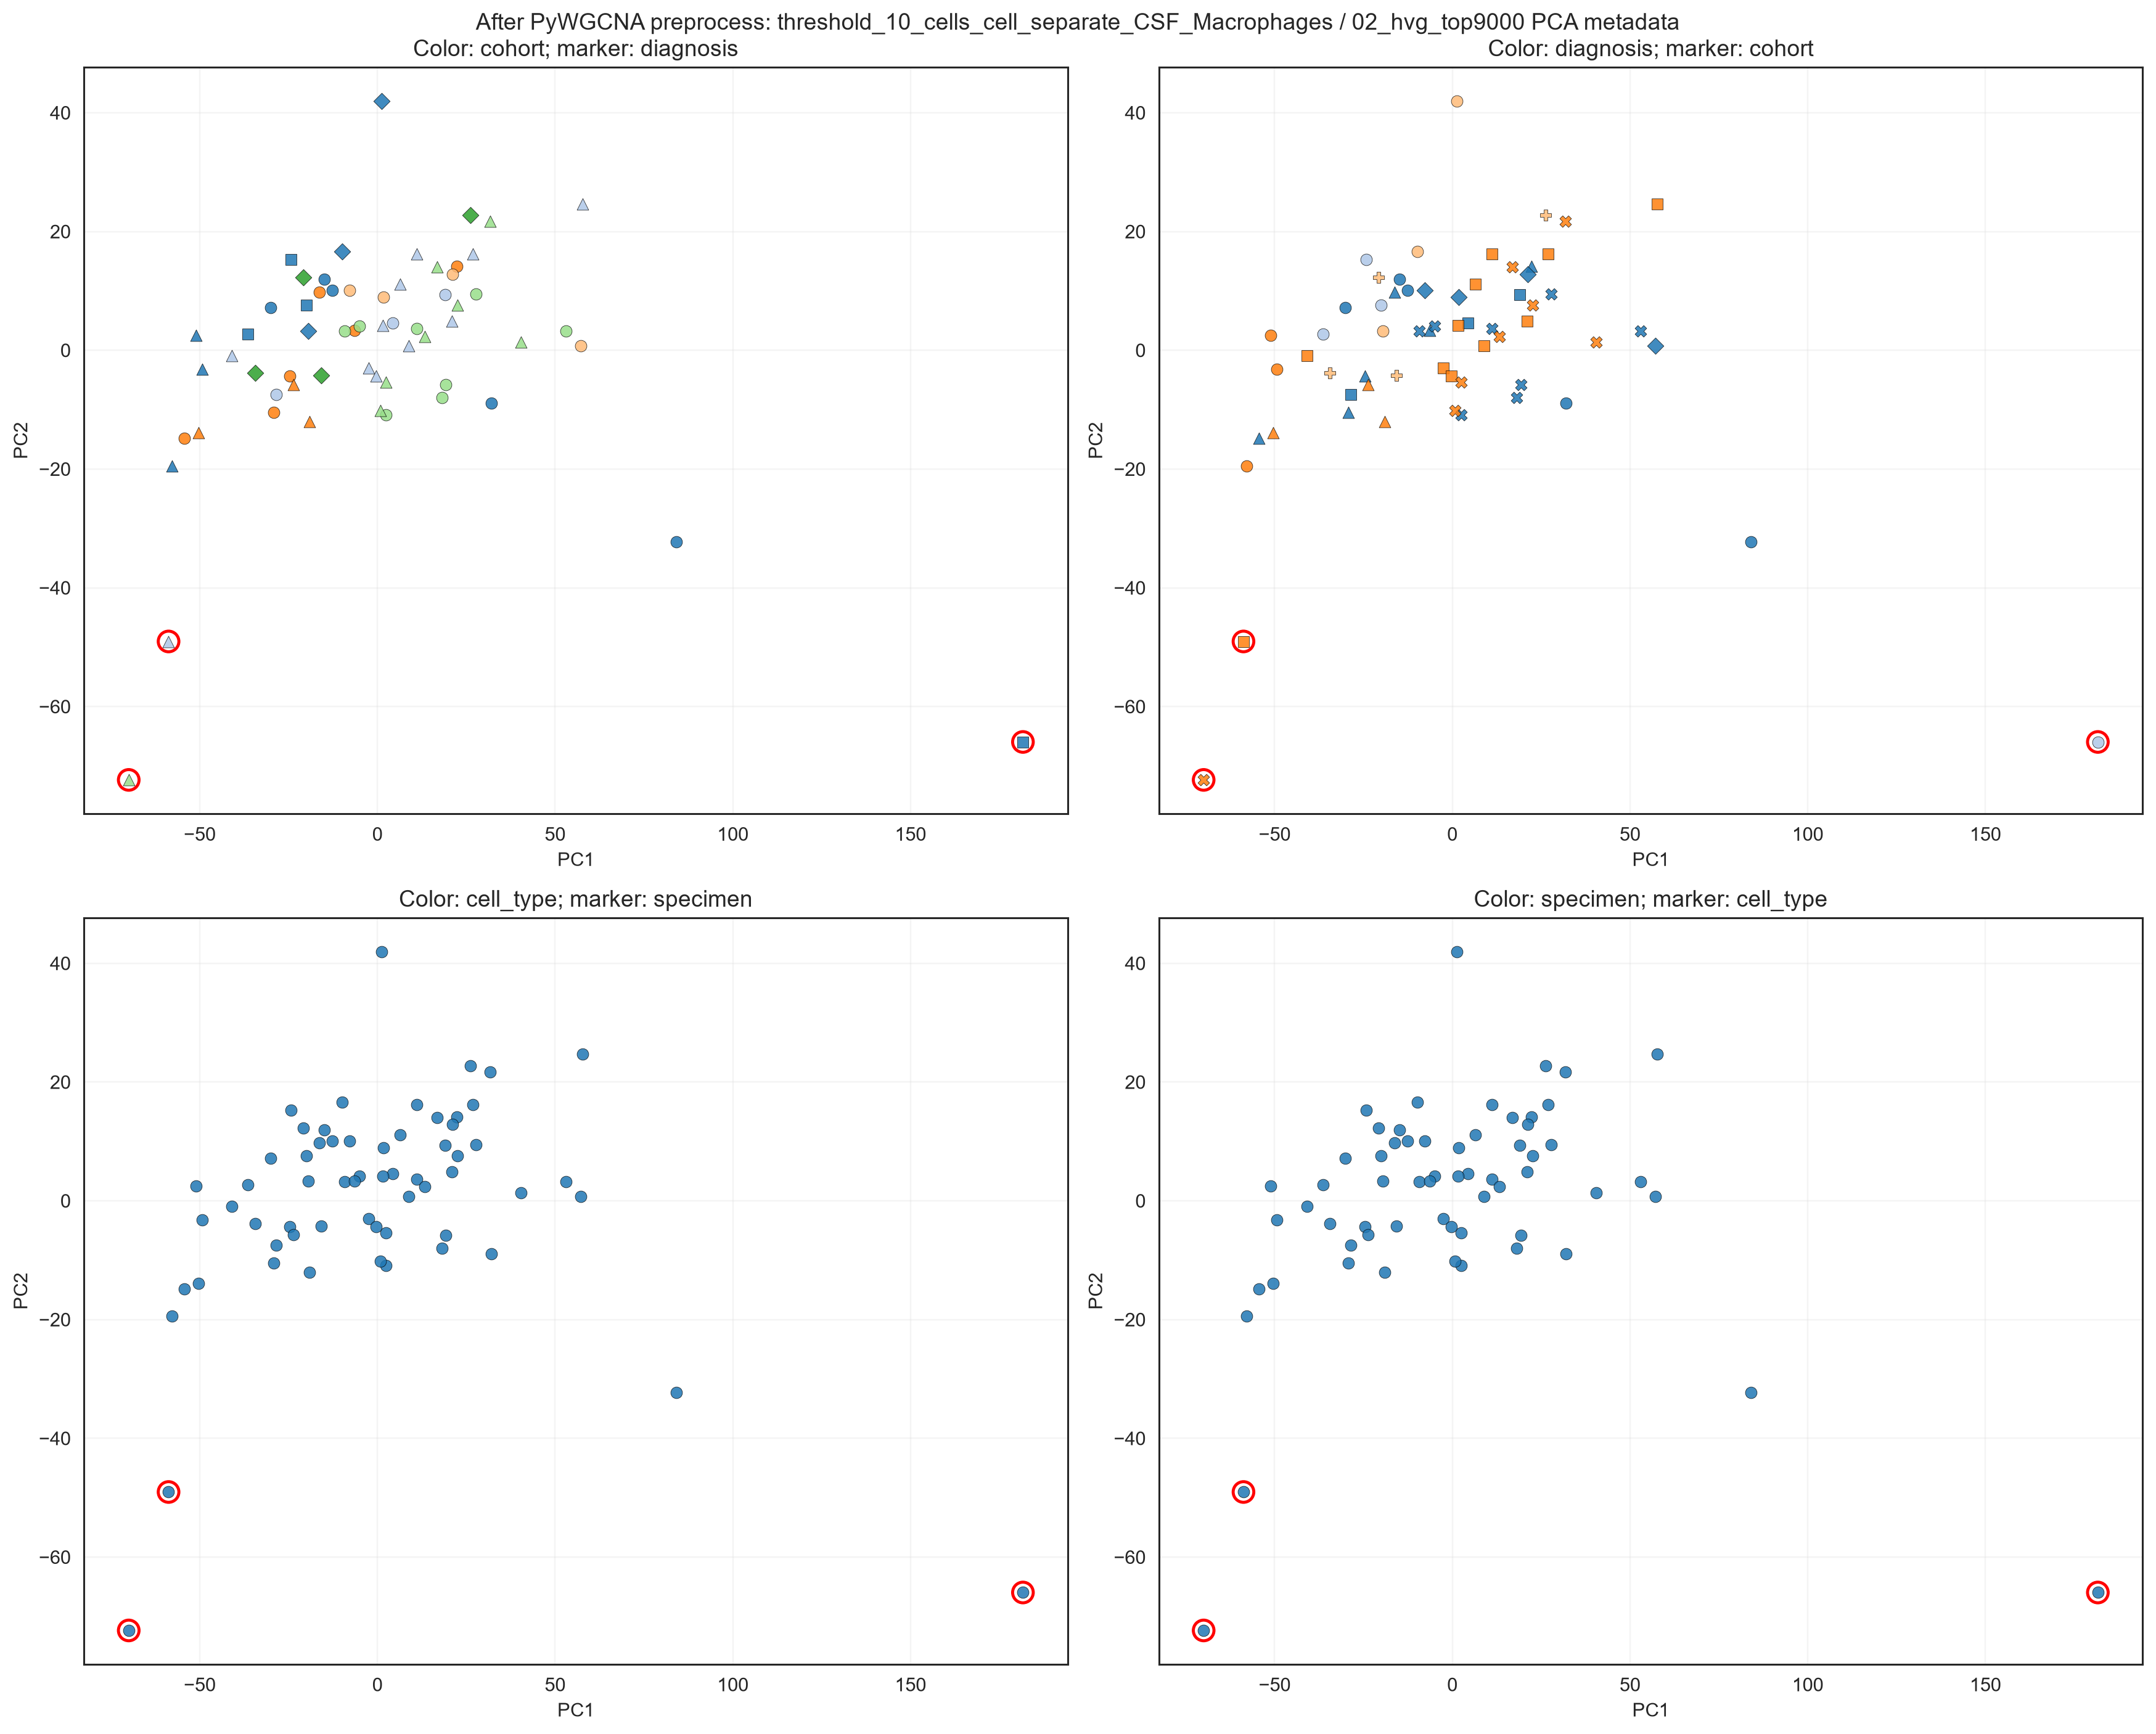 After PyWGCNA preprocess: threshold_10_cells_cell_separate_CSF_Macrophages / 02_hvg_top9000 PCA metadata
Color: cohort; marker: diagnosis
Color: diagnosis; marker: cohort
40
20
0
−20
−40
−60
PC2
−50 0 50 100 150
PC1
40
20
0
−20
−40
−60
PC2
−50 0 50 100 150
PC1
Color: cell_type; marker: specimen
Color: specimen; marker: cell_type
40
20
0
−20
−40
−60
PC2
−50 0 50 100 150
PC1
40
20
0
−20
−40
−60
PC2
−50 0 50 100 150
PC1